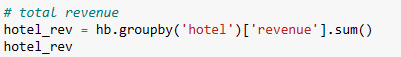 # total revenue
hotel_rev = hb.groupby('hotel')['revenue'].sum()
hotel_rev